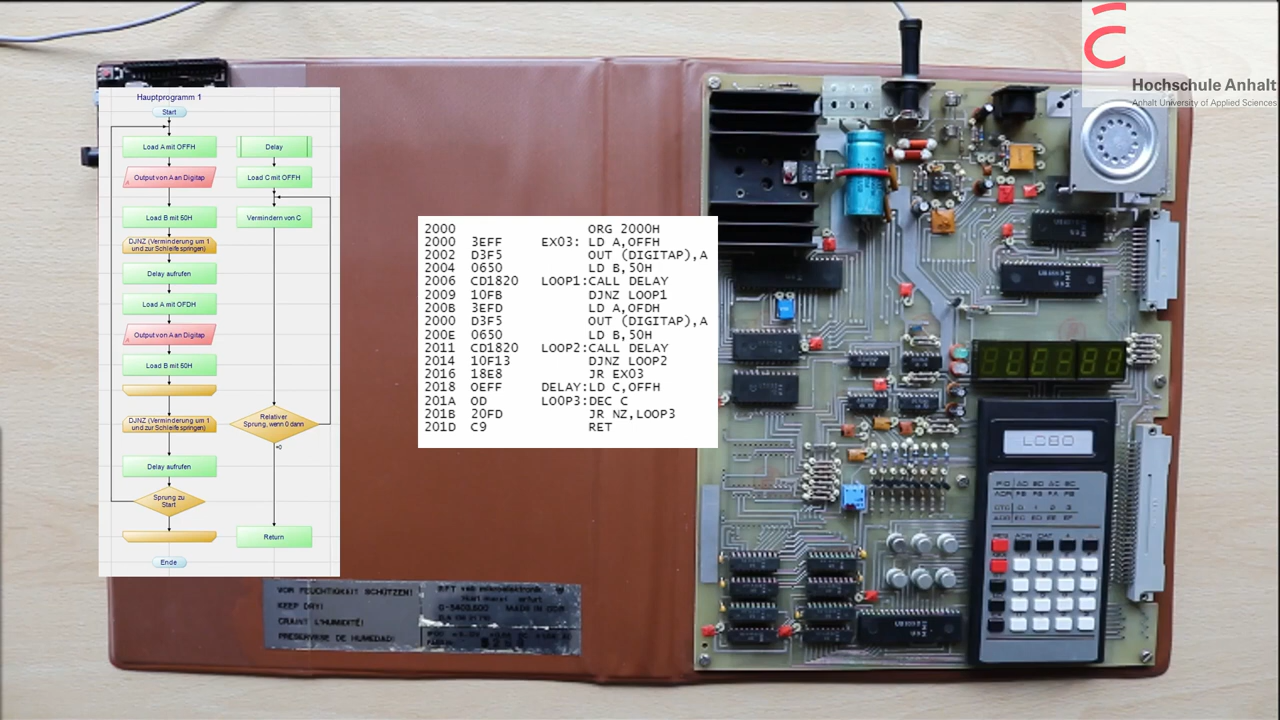 Hochschule Anhalt
Anhalt University of Applied Sciences
Hauptprogramm 1
Start
Load A mit OFFH
Output von A an Digitap
Load B mit 50H
DJNZ (Verminderung um 1
und zur Schleife springen)
Delay aufrufen
Load A mit OFDH
Output von A an Digitap
Load B mit 50H
DJNZ (Verminderung um 1
und zur Schleife springen)
Delay aufrufen
Sprung zu
Start
Ende
Delay
Load C mit OFFH
Vermindern von C
Relativer
Sprung, wenn 0 dann
Return
2000 ORG 2000H
2000 3EFF EX03: LD A,OFFH
2002 D3F5 OUT (DIGITAP),A
2004 0650 LD B,50H
2006 CD1820 LOOP1:CALL DELAY
2009 10FB DJNZ LOOP1
200B 3EFD LD A,OFDH
2000 D3F5 OUT (DIGITAP),A
200E 0650 LD B,50H
2011 CD1820 LOOP2:CALL DELAY
2014 10F13 DJNZ LOOP2
2016 18E8 JR EX03
2018 0EFF DELAY:LD C,OFFH
201A 0D LOOP3:DEC C
201B 20FD JR NZ,LOOP3
201D C9 RET
LC80
VOR FEUCHTIGKEIT SCHÜTZEN!
KEEP DRY!
CRAINT L'HUMIDITÉ!
PRESERVESE DE HUMEDAD!